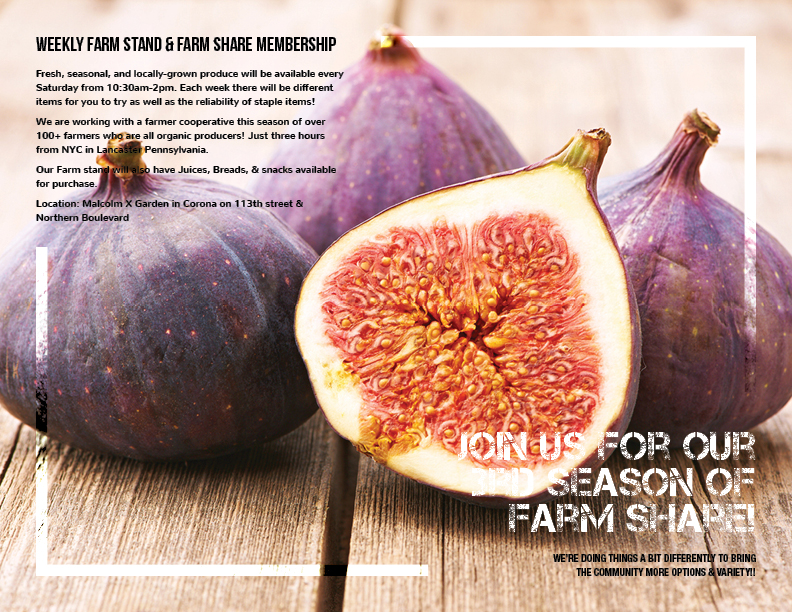 WEEKLY FARM STAND & FARM SHARE MEMBERSHIP
Fresh, seasonal, and locally-grown produce will be available every
Saturday from 10:30am-2pm. Each week there will be different
items for you to try as well as the reliability of staple items!
We are working with a farmer cooperative this season of over
100+ farmers who are all organic producers! Just three hours
from NYC in Lancaster Pennsylvania.
Our Farm stand will also have Juices, Breads, & snacks available
for purchase.
Location: Malcolm X Garden in Corona on 113th street &
Northern Boulevard
JOIN US FOR OUR
3RD SEASON OF
FARM SHARE!
WE'RE DOING THINGS A BIT DIFFERENTLY TO BRING
THE COMMUNITY MORE OPTIONS & VARIETY!!